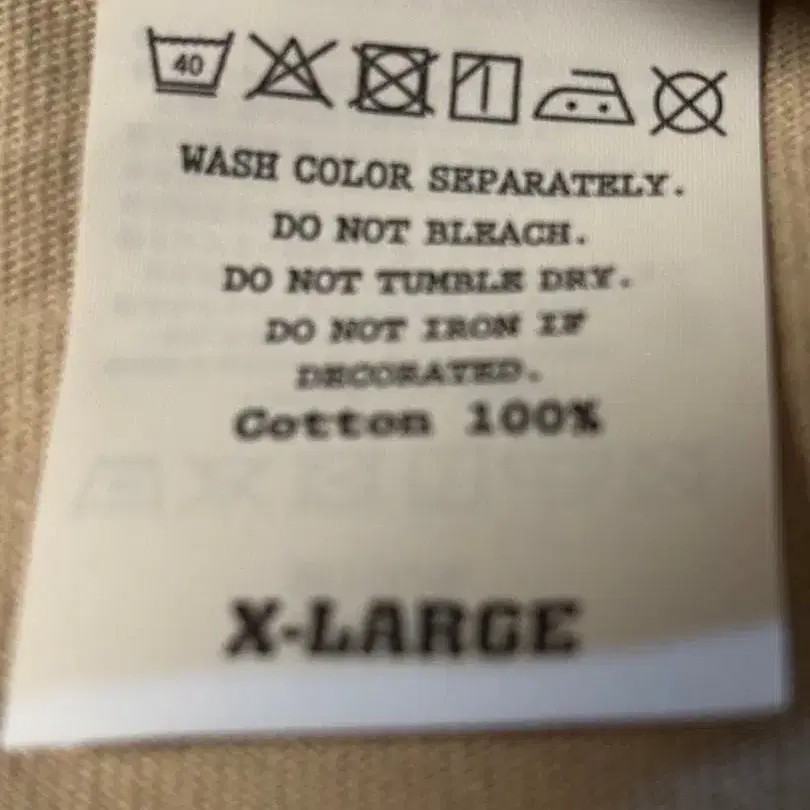 40
WASH COLOR SEPARATELY.
DO NOT BLEACH.
DO NOT TUMBLE DRY.
DO NOT IRON IF
DECORATED.
Cotton 100%
X-LARGE